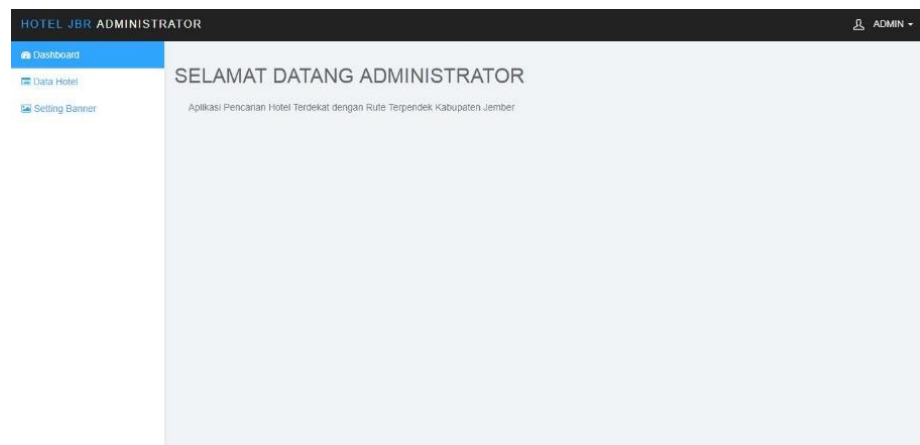 HOTEL JBR ADMINISTRATOR
ADMIN
Dashboard
Data Hotel
Setting Banner
SELAMAT DATANG ADMINISTRATOR
Aplikasi Pencarian Hotel Terdekat dengan Rute Terpendek Kabupaten Jember